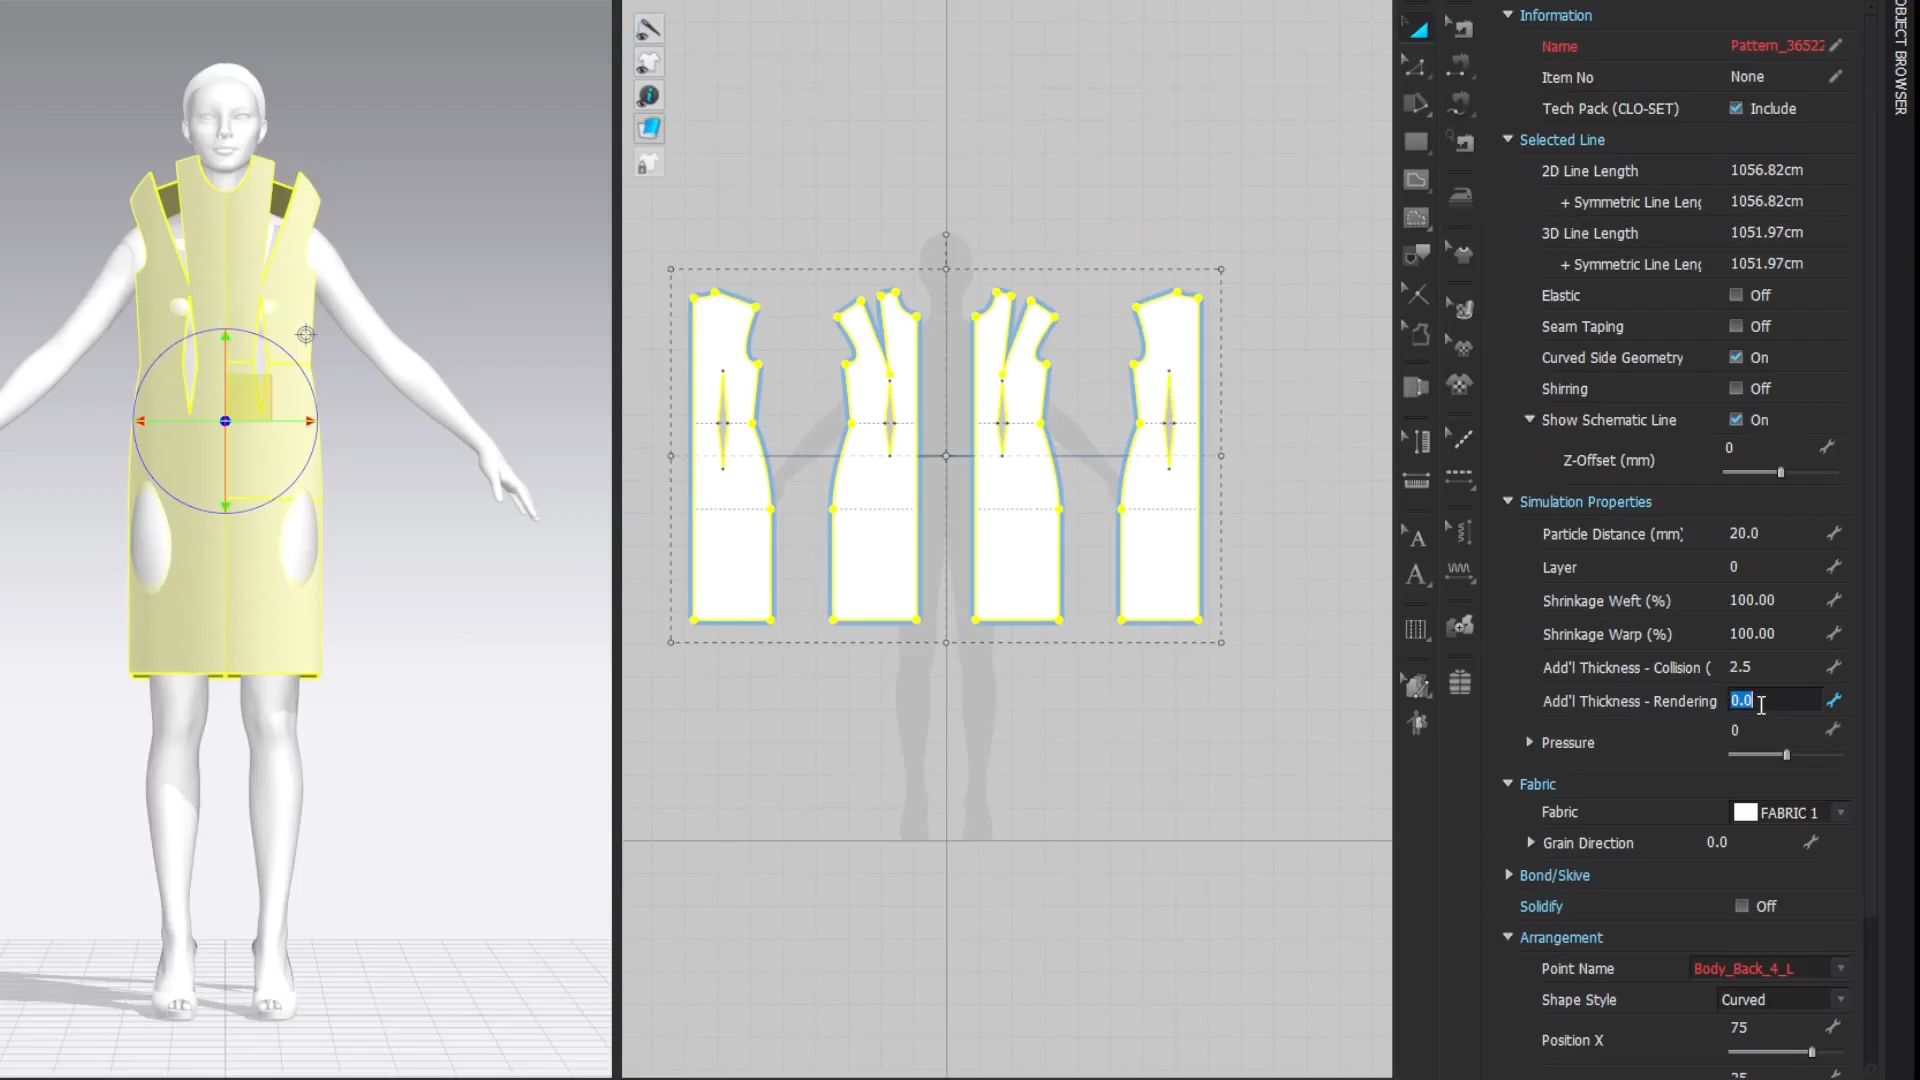 OBJECT BROWSER
Information
Name Pattern_36522
Item No None
Tech Pack (CLO-SET) Include
Selected Line
2D Line Length 1056.82cm
+ Symmetric Line Leng 1056.82cm
3D Line Length 1051.97cm
+ Symmetric Line Leng 1051.97cm
Elastic Off
Seam Taping Off
Curved Side Geometry On
Shirring Off
Show Schematic Line On
0
Z-Offset (mm)
Simulation Properties
Particle Distance (mm) 20.0
Layer 0
Shrinkage Weft (%) 100.00
Shrinkage Warp (%) 100.00
Add'l Thickness - Collision ( 2.5
Add'l Thickness - Rendering 0.0
0
Pressure
Fabric
Fabric FABRIC 1
Grain Direction 0.0
Bond/Skive
Solidify Off
Arrangement
Point Name Body_Back_4_L
Shape Style Curved
75
Position X
A
A